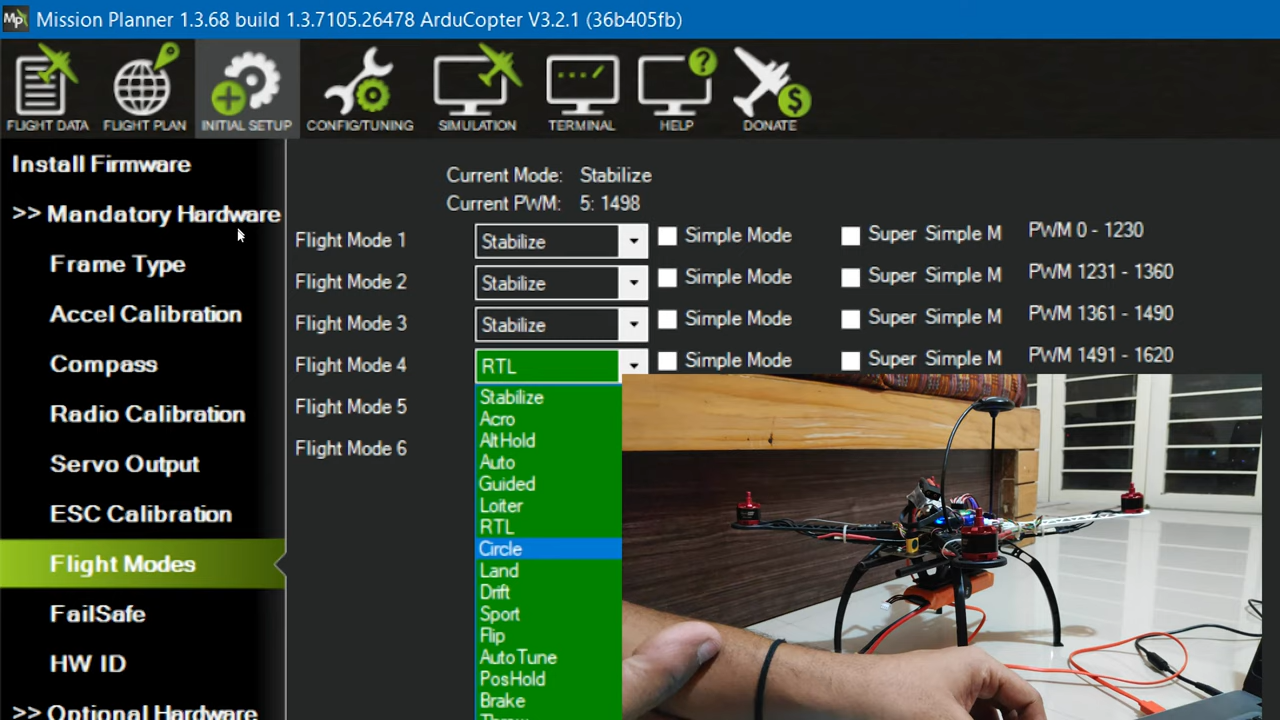 Mission Planner 1.3.68 build 1.3.7105.26478 ArduCopter V3.2.1 (36b405fb)
FLIGHT DATA FLIGHT PLAN INITIAL SETUP CONFIG/TUNING SIMULATION TERMINAL HELP DONATE
Install Firmware
>> Mandatory Hardware
Frame Type
Accel Calibration
Compass
Radio Calibration
Servo Output
ESC Calibration
Flight Modes
FailSafe
HW ID
>> Optional Hardware
Current Mode: Stabilize
Current PWM: 5: 1498
Flight Mode 1 Stabilize Simple Mode Super Simple M PWM 0 - 1230
Flight Mode 2 Stabilize Simple Mode Super Simple M PWM 1231 - 1360
Flight Mode 3 Stabilize Simple Mode Super Simple M PWM 1361 - 1490
Flight Mode 4 RTL Simple Mode Super Simple M PWM 1491 - 1620
Flight Mode 5
Flight Mode 6
Stabilize
Acro
AltHold
Auto
Guided
Loiter
RTL
Circle
Land
Drift
Sport
Flip
AutoTune
PosHold
Brake